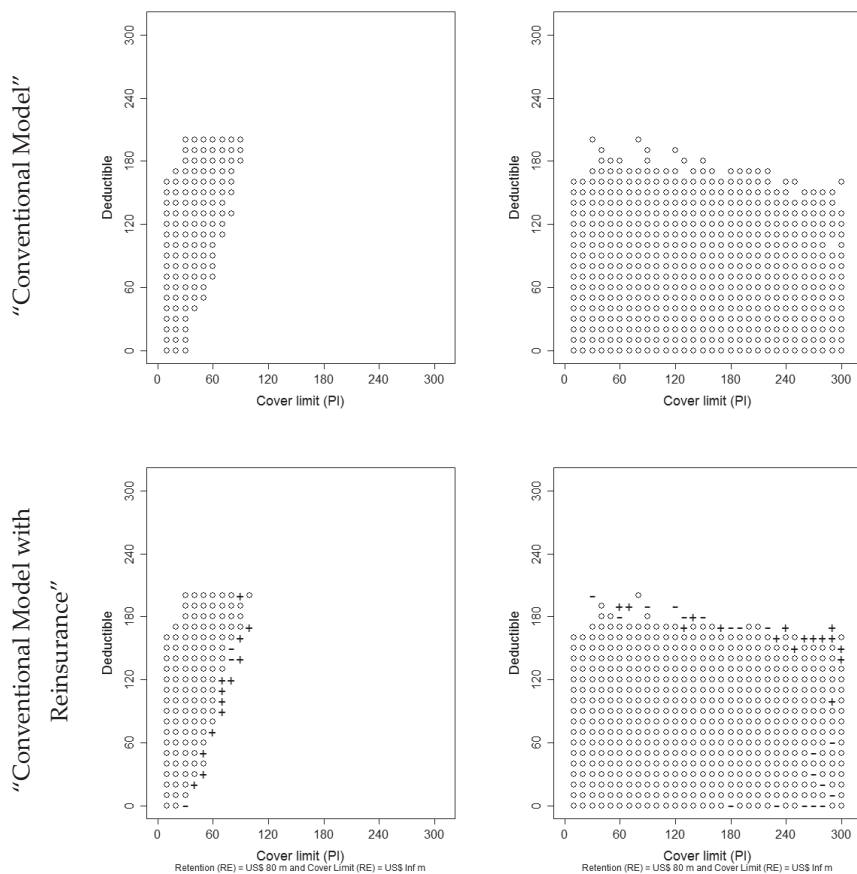 “Conventional Model”
Deductible
300
240
180
120
60
0
0 60 120 180 240 300
Cover limit (PI)
Deductible
300
240
180
120
60
0
0 60 120 180 240 300
Cover limit (PI)
“Conventional Model with
Reinsurance”
Deductible
300
240
180
120
60
0
0 60 120 180 240 300
Cover limit (PI)
Retention (RE) = US$ 80 m and Cover Limit (RE) = US$ Inf m
Deductible
300
240
180
120
60
0
0 60 120 180 240 300
Cover limit (PI)
Retention (RE) = US$ 80 m and Cover Limit (RE) = US$ Inf m